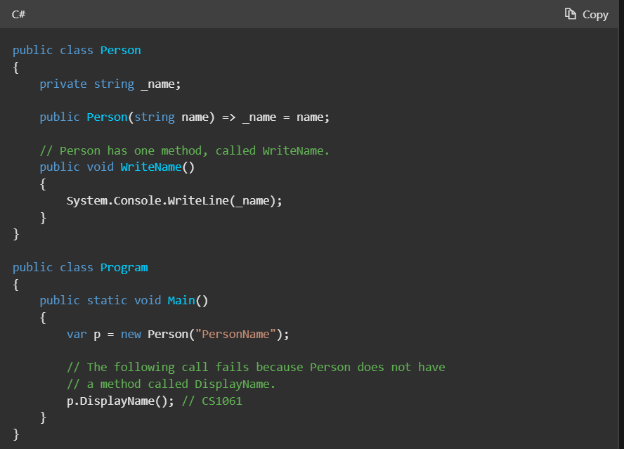 C#
Copy
public class Person
{
    private string _name;

    public Person(string name) => _name = name;

    // Person has one method, called WriteName.
    public void WriteName()
    {
        System.Console.WriteLine(_name);
    }
}

public class Program
{
    public static void Main()
    {
        var p = new Person("PersonName");

        // The following call fails because Person does not have
        // a method called DisplayName.
        p.DisplayName(); // CS1061
    }
}